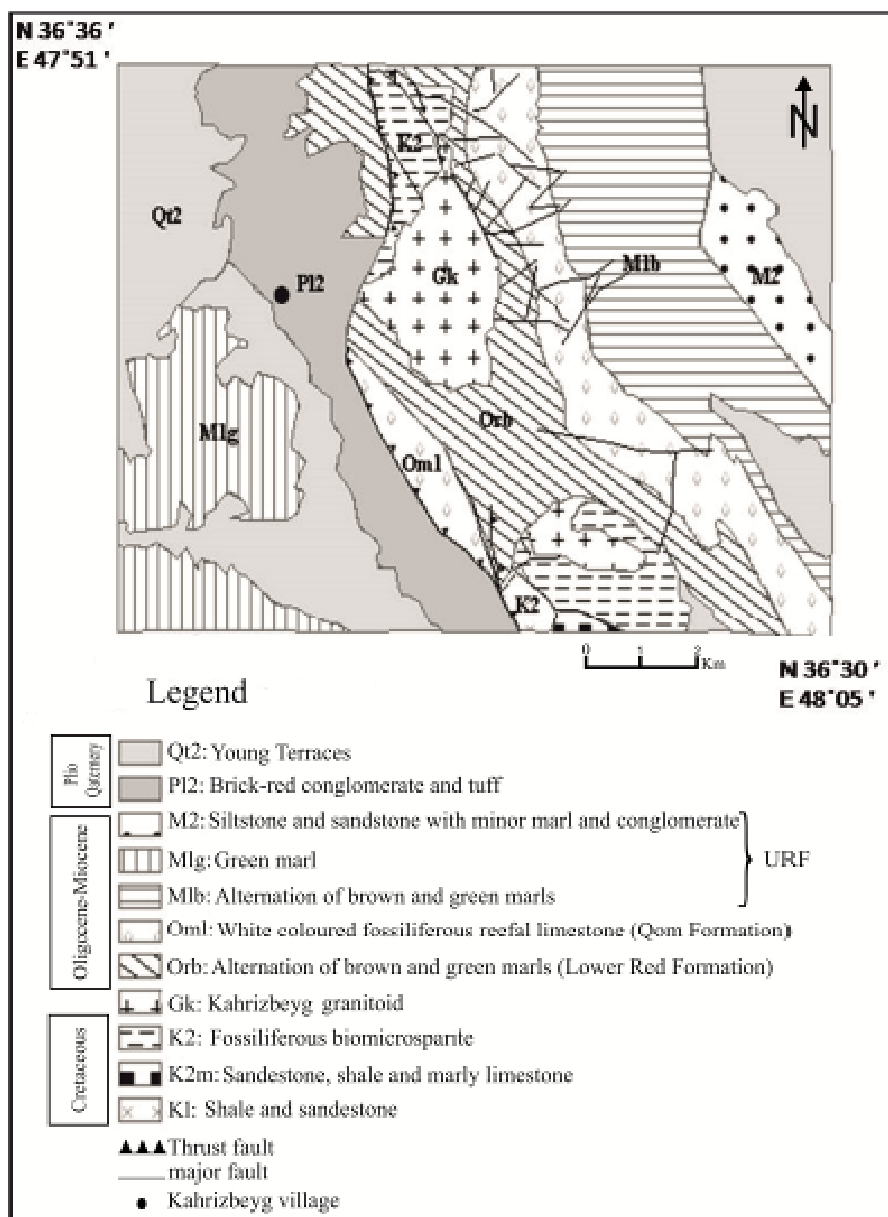 N 36°36 '
E 47°51 '
N
K2
Qt2
Pl2
Gk
Mlb
M2
Mlg
Orb
Oml
K2
0 1 2
Km
N 36°30 '
E 48°05 '
Legend
Plio
Quaternery
Qt2: Young Terraces
Pl2: Brick-red conglomerate and tuff
Oligocene-Miocene
M2: Siltstone and sandstone with minor marl and conglomerate
Mlg: Green marl
URF
Mlb: Alternation of brown and green marls
Oml: White coloured fossiliferous reefal limestone (Qom Formation)
Orb: Alternation of brown and green marls (Lower Red Formation)
Gk: Kahrizbeyg granitoid
Cretaceous
K2: Fossiliferous biomicrosparite
K2m: Sandestone, shale and marly limestone
Kl: Shale and sandestone
Thrust fault
major fault
Kahrizbeyg village